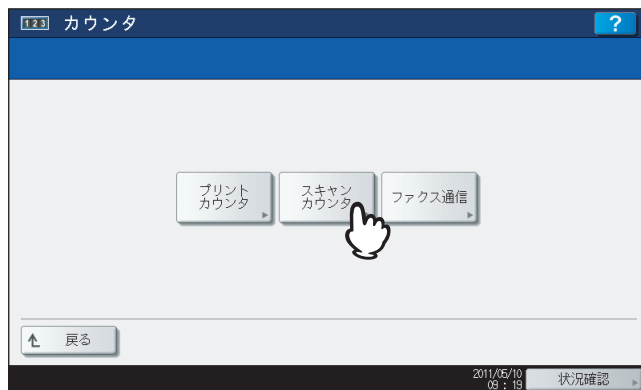 123 カウンタ
?
プリント
カウンタ
スキャン
カウンタ
ファクス通信
戻る
2011/05/10
09 : 19
状況確認